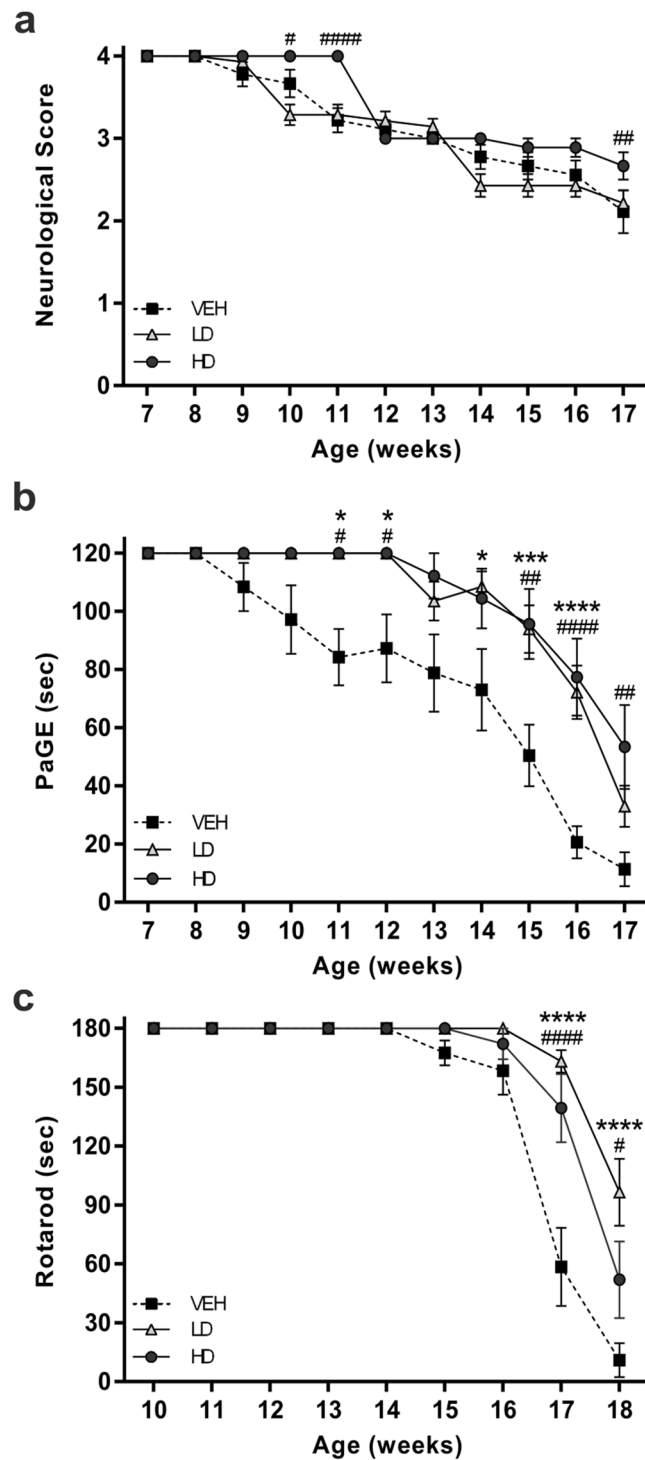 a
# ####
4
3
##
2
1
0
Neurological Score
VEH
LD
HD
7 8 9 10 11 12 13 14 15 16 17
Age (weeks)
b
* * * *** ****
# # ## #### ##
120
100
80
60
40
20
0
PaGE (sec)
VEH
LD
HD
7 8 9 10 11 12 13 14 15 16 17
Age (weeks)
c
180
150
120
90
60
30
0
Rotarod (sec)
****
####
****
#
VEH
LD
HD
10 11 12 13 14 15 16 17 18
Age (weeks)